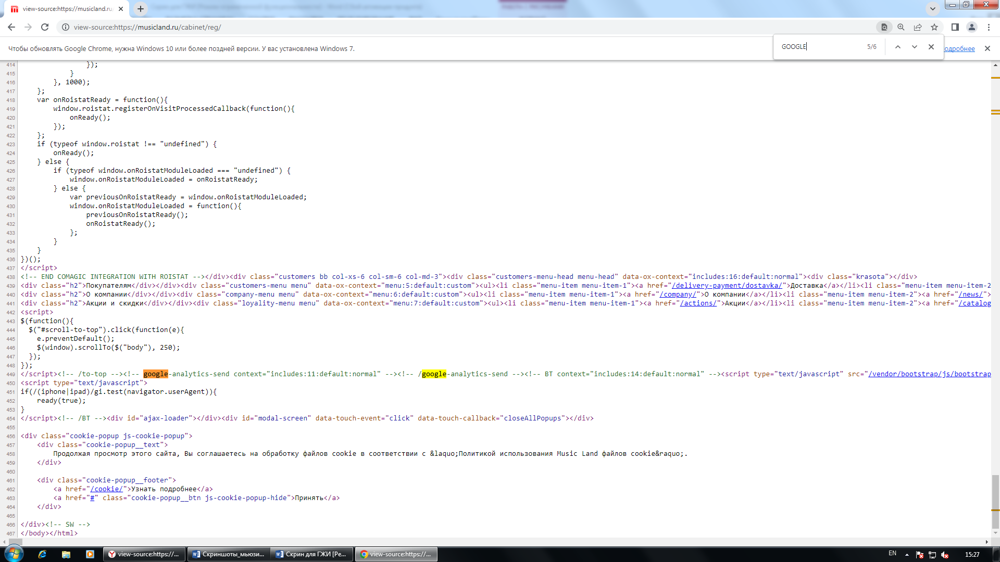 view-source:https://musicland.ru
view-source:https://musicland.ru/cabinet/reg/
GOOGLE 5/6
Чтобы обновлять Google Chrome, нужна Windows 10 или более поздней версии. У вас установлена Windows 7. одробнее
414 });
415 }
416 }, 1000);
417 };
418 var onRoistatReady = function(){
419 window.roistat.registerOnVisitProcessedCallback(function(){
420 onReady();
421 });
422 };
423 if (typeof window.roistat !== "undefined") {
424 onReady();
425 } else {
426 if (typeof window.onRoistatModuleLoaded === "undefined") {
427 window.onRoistatModuleLoaded = onRoistatReady;
428 } else {
429 var previousOnRoistatReady = window.onRoistatModuleLoaded;
430 window.onRoistatModuleLoaded = function(){
431 previousOnRoistatReady();
432 onRoistatReady();
433 };
434 }
435 }
436 })();
437 </script>
438 <!-- END COMAGIC INTEGRATION WITH ROISTAT --></div><div class="customers bb col-xs-6 col-sm-6 col-md-3"><div class="customers-menu-head menu-head" data-ox-context="includes:16:default:normal"><div class="krasota"></div>
439 <div class="h2">Покупателям</div></div><div class="customers-menu menu" data-ox-context="menu:5:default:custom"><ul><li class="menu-item menu-item-1"><a href="/delivery-payment/dostavka/">Доставка</a></li><li class="menu-item menu-item-2
440 <div class="h2">О компании</div></div><div class="company-menu menu" data-ox-context="menu:6:default:custom"><ul><li class="menu-item menu-item-1"><a href="/company/">О компании</a></li><li class="menu-item menu-item-2"><a href="/news/">
441 <div class="h2">Акции и скидки</div></div><div class="loyality-menu menu" data-ox-context="menu:7:default:custom"><ul><li class="menu-item menu-item-1"><a href="/actions/">Акции</a></li><li class="menu-item menu-item-2"><a href="/catalog
442 <script>
443 $(function(){
444 $("#scroll-to-top").click(function(e){
445 e.preventDefault();
446 $(window).scrollTo($("body"), 250);
447 });
448 });
449 </script><!-- /to-top --><!-- google-analytics-send context="includes:11:default:normal" --><!-- /google-analytics-send --><!-- BT context="includes:14:default:normal" --><script type="text/javascript" src="/vendor/bootstrap/js/bootstrap
450 <script type="text/javascript">
451 if(/(iphone|ipad)/gi.test(navigator.userAgent)){
452 ready(true);
453 }
454 </script><!-- /BT --><div id="ajax-loader"></div><div id="modal-screen" data-touch-event="click" data-touch-callback="closeAllPopups"></div>
455
456 <div class="cookie-popup js-cookie-popup">
457 <div class="cookie-popup__text">
458 Продолжая просмотр этого сайта, Вы соглашаетесь на обработку файлов cookie в соответствии с &laquo;Политикой использования Music Land файлов cookie&raquo;.
459 </div>
460
461 <div class="cookie-popup__footer">
462 <a href="/cookie/">Узнать подробнее</a>
463 <a href="#" class="cookie-popup__btn js-cookie-popup-hide">Принять</a>
464 </div>
465
466 </div><!-- SW -->
467 </body></html>
view-source:https://... Скриншоты_мьюзи... Скрин для ГЖИ [Ре... view-source:https://... EN 15:27